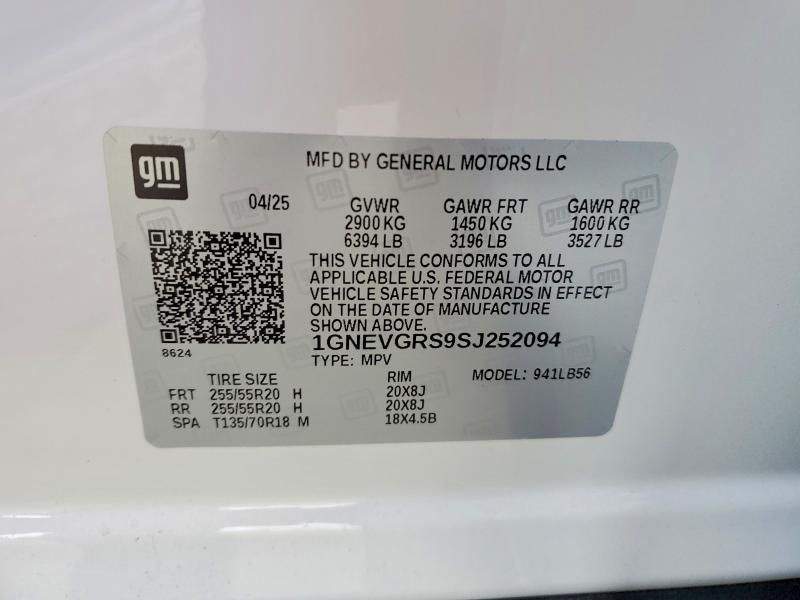 gm
MFD BY GENERAL MOTORS LLC
04/25 GVWR GAWR FRT GAWR RR
2900 KG 1450 KG 1600 KG
6394 LB 3196 LB 3527 LB
THIS VEHICLE CONFORMS TO ALL
APPLICABLE U.S. FEDERAL MOTOR
VEHICLE SAFETY STANDARDS IN EFFECT
ON THE DATE OF MANUFACTURE
SHOWN ABOVE.
8624
1GNEVGRS9SJ252094
TYPE: MPV
TIRE SIZE RIM MODEL: 941LB56
FRT 255/55R20 H 20X8J
RR 255/55R20 H 20X8J
SPA T135/70R18 M 18X4.5B